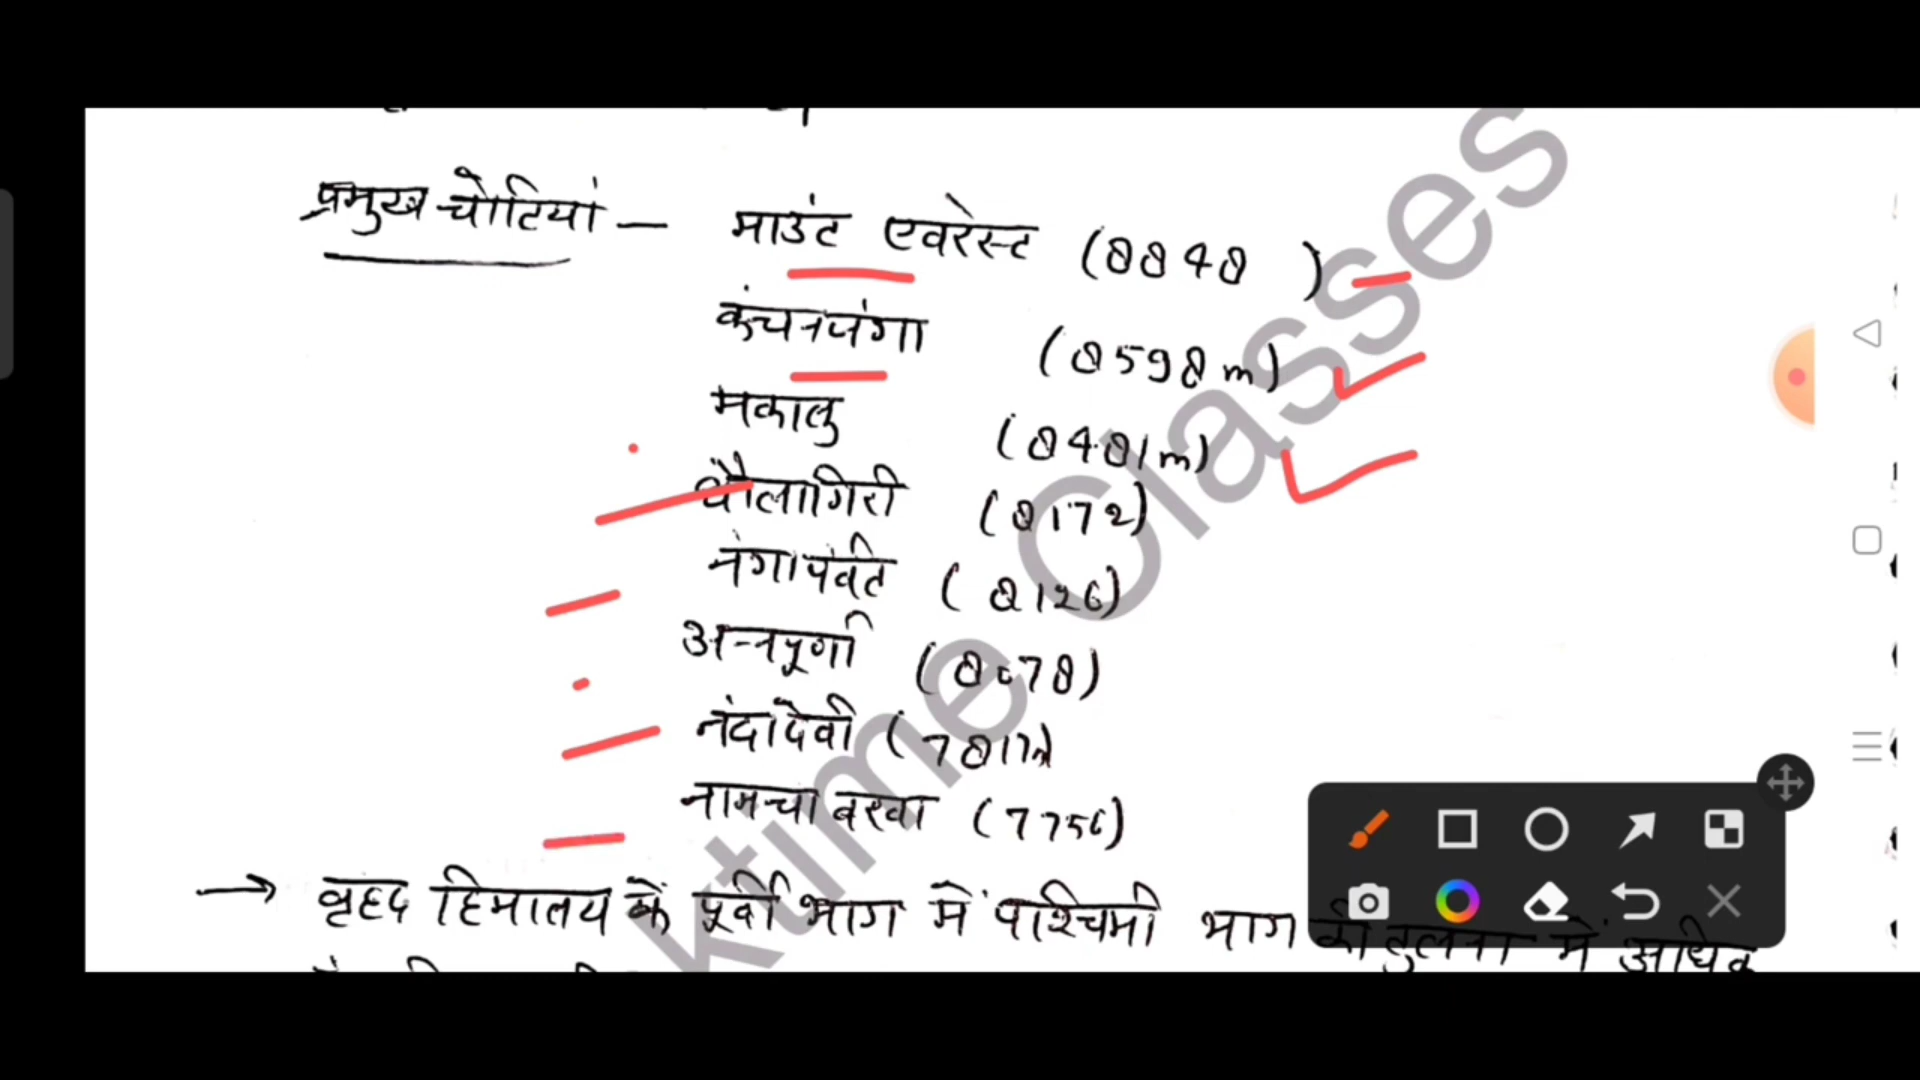 प्रमुख चोटियां — माउंट एवरेस्ट (8848 )
कंचनजंगा (8598 m)
मकालु (8481 m)
धौलागिरी (8172)
नंगा पर्वत (8126)
अन्नपूर्णा (8078)
नंदादेवी (7817m)
नामचा बरवा (7756)
→ वृहद हिमालय के पूर्वी भाग में पश्चिमी भाग की तुलना में अधिक
ktime Classes